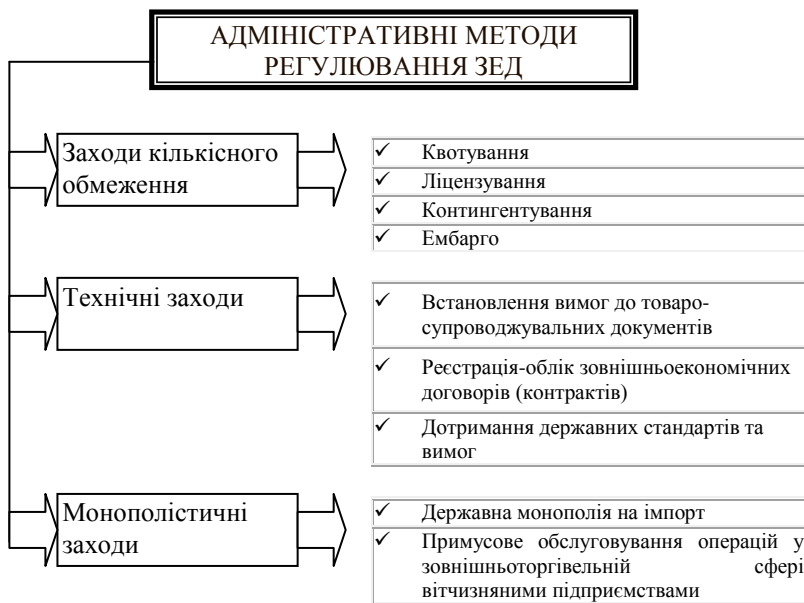 АДМІНІСТРАТИВНІ МЕТОДИ
РЕГУЛЮВАННЯ ЗЕД
Заходи кількісного
обмеження
✓ Квотування
✓ Ліцензування
✓ Контингентування
✓ Ембарго
Технічні заходи
✓ Встановлення вимог до товаро-
супроводжувальних документів
✓ Реєстрація-облік зовнішньоекономічних
договорів (контрактів)
✓ Дотримання державних стандартів та
вимог
Монополістичні
заходи
✓ Державна монополія на імпорт
✓ Примусове обслуговування операцій у
зовнішньоторгівельній сфері
вітчизняними підприємствами